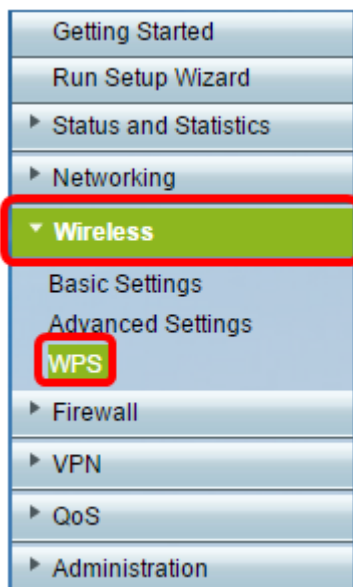 Getting Started
Run Setup Wizard
Status and Statistics
Networking
Wireless
Basic Settings
Advanced Settings
WPS
Firewall
VPN
QoS
Administration